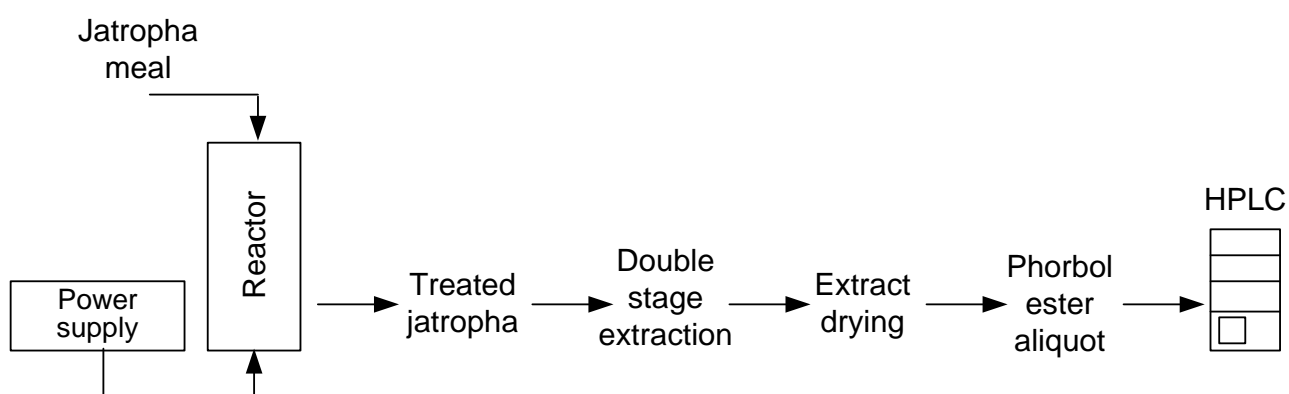 Jatropha
meal
Reactor
Power
supply
Treated
jatropha
Double
stage
extraction
Extract
drying
Phorbol
ester
aliquot
HPLC